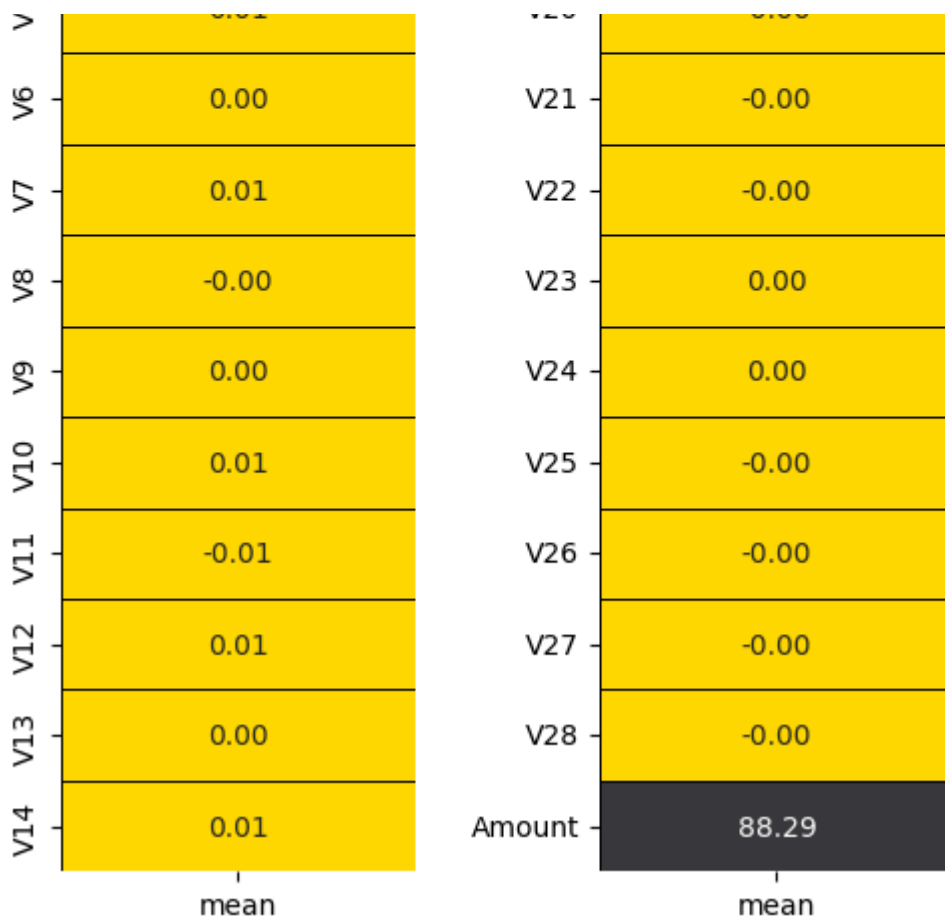 V6 0.00
V7 0.01
V8 -0.00
V9 0.00
V10 0.01
V11 -0.01
V12 0.01
V13 0.00
V14 0.01
mean
V21 -0.00
V22 -0.00
V23 0.00
V24 0.00
V25 -0.00
V26 -0.00
V27 -0.00
V28 -0.00
Amount 88.29
mean